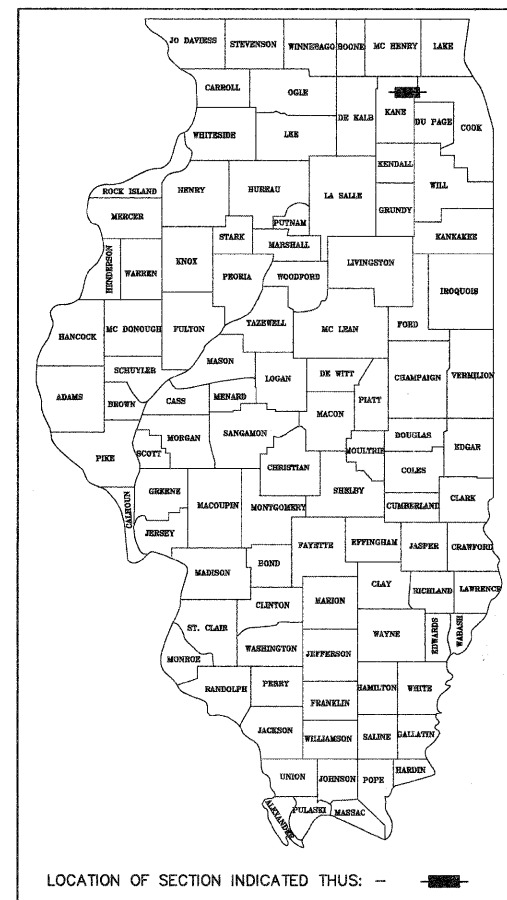 JO DAVIESS STEVENSON WINNEBAGO BOONE MC HENRY LAKE
CARROLL OGLE DE KALB KANE DU PAGE COOK
WHITESIDE LEE
KENDALL WILL
ROCK ISLAND HENRY BUREAU LA SALLE GRUNDY
MERCER PUTNAM
STARK MARSHALL KANKAKEE
HENDERSON WARREN KNOX PEORIA WOODFORD LIVINGSTON IROQUOIS
HANCOCK MC DONOUGH FULTON TAZEWELL MC LEAN FORD
MASON
SCHUYLER LOGAN DE WITT CHAMPAIGN VERMILION
ADAMS BROWN CASS MENARD MACON PIATT
PIKE SCOTT MORGAN SANGAMON MOULTRIE DOUGLAS EDGAR
CHRISTIAN COLES
CALHOUN GREENE MACOUPIN MONTGOMERY SHELBY CUMBERLAND CLARK
JERSEY FAYETTE EFFINGHAM JASPER CRAWFORD
MADISON BOND CLAY RICHLAND LAWRENCE
CLINTON MARION
ST. CLAIR WAYNE EDWARDS WABASH
MONROE WASHINGTON JEFFERSON
RANDOLPH PERRY HAMILTON WHITE
FRANKLIN
JACKSON WILLIAMSON SALINE GALLATIN
UNION JOHNSON POPE HARDIN
ALEXANDER PULASKI MASSAC
LOCATION OF SECTION INDICATED THUS: -